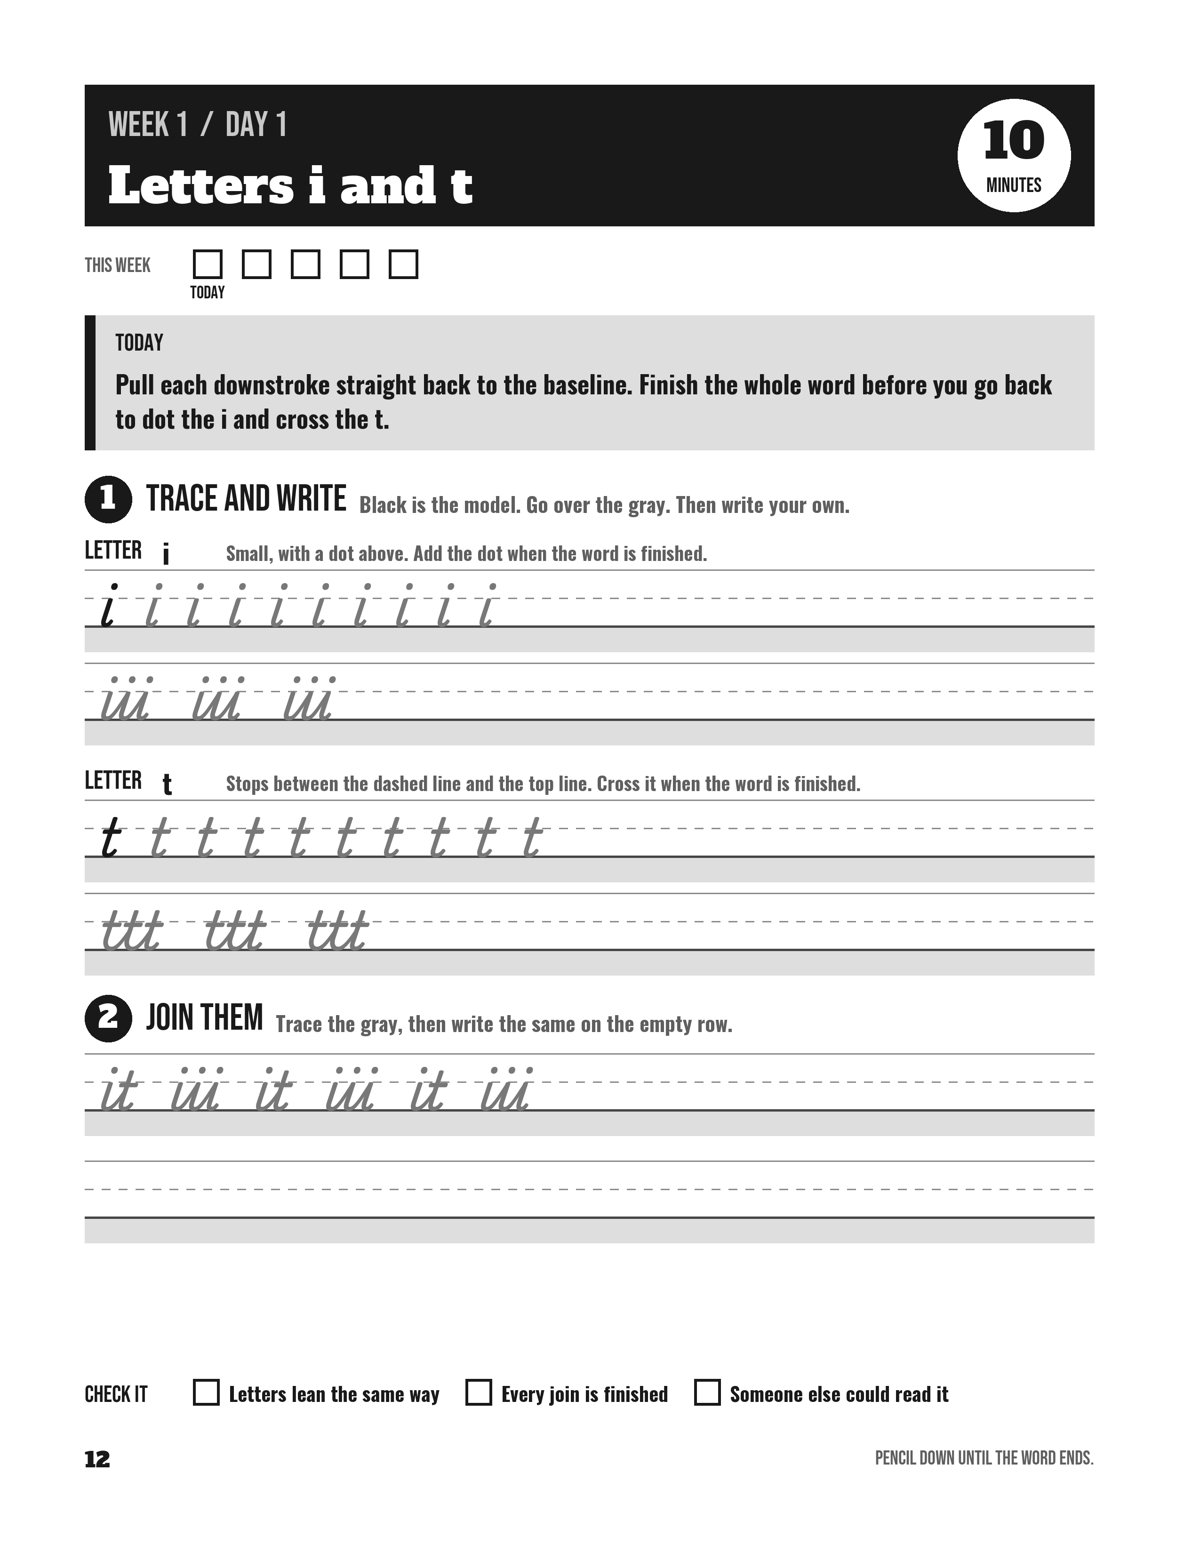 WEEK 1 / DAY 1
Letters i and t
10
MINUTES
THIS WEEK
TODAY
TODAY
Pull each downstroke straight back to the baseline. Finish the whole word before you go back
to dot the i and cross the t.
1 TRACE AND WRITE Black is the model. Go over the gray. Then write your own.
LETTER i Small, with a dot above. Add the dot when the word is finished.
i i i i i i i i i i
iii iii iii
LETTER t Stops between the dashed line and the top line. Cross it when the word is finished.
t t t t t t t t t t
ttt ttt ttt
2 JOIN THEM Trace the gray, then write the same on the empty row.
it iii it iii it iii
CHECK IT Letters lean the same way Every join is finished Someone else could read it
12 PENCIL DOWN UNTIL THE WORD ENDS.